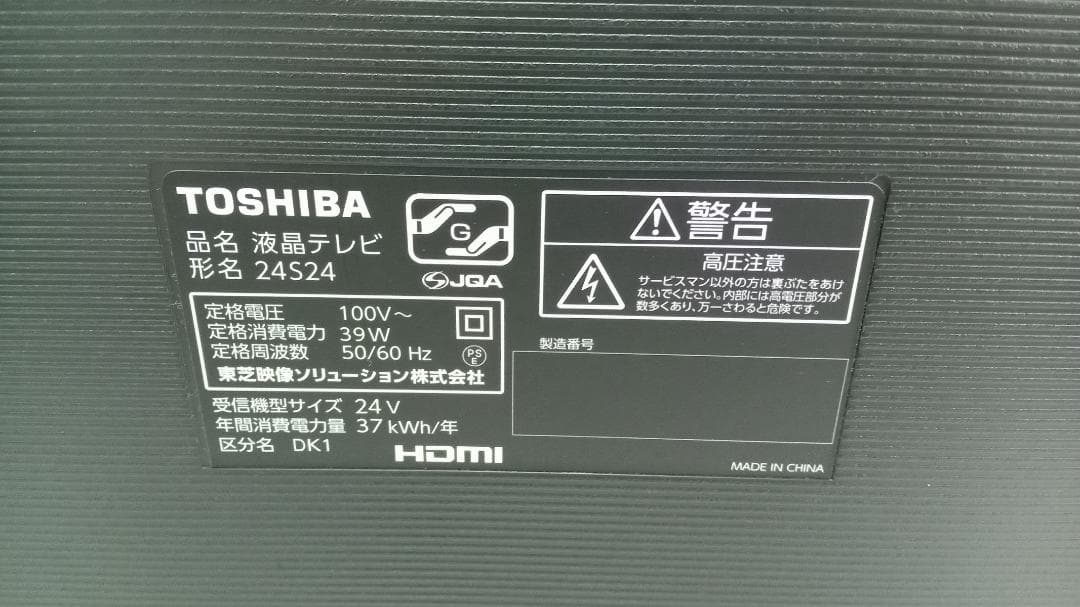 TOSHIBA
品名 液晶テレビ
形名 24S24
G
JQA
定格電圧 100V～
定格消費電力 39W
定格周波数 50/60 Hz
PS
E
東芝映像ソリューション株式会社
受信機型サイズ 24V
年間消費電力量 37 kWh/年
区分名 DK1
HDMI
警告
高圧注意
サービスマン以外の方は裏ぶたをあけ
ないでください。内部には高電圧部分が
数多くあり、万一さわると危険です。
製造番号
MADE IN CHINA